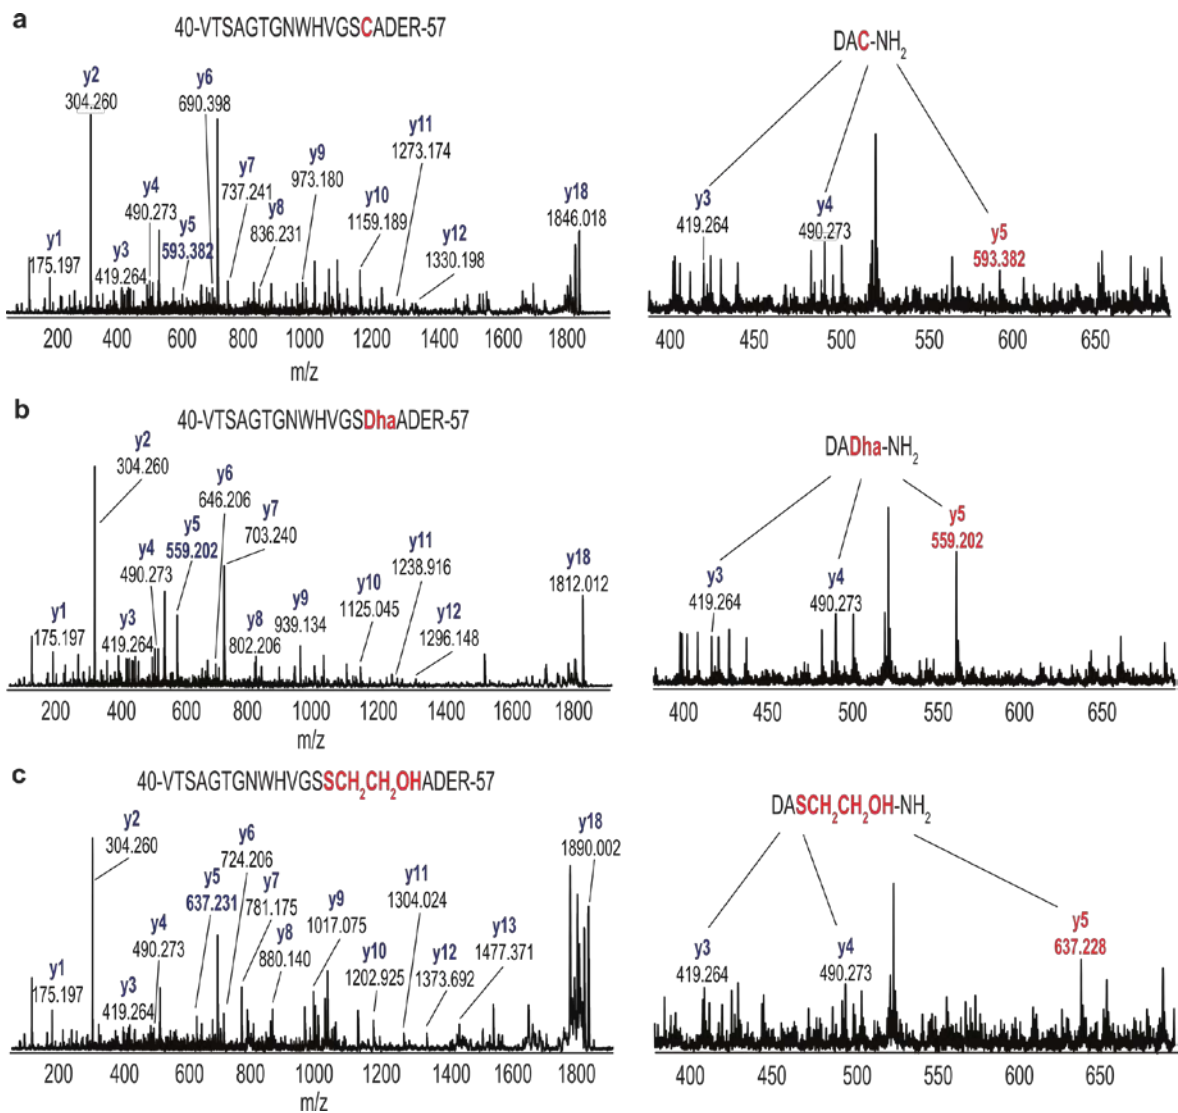 a
40-VTSAGTGNWHVGSCADER-57
y2
304.260
y6
690.398
y11
1273.174
y7
737.241
y9
973.180
y4
490.273
y5
593.382
y8
836.231
y10
1159.189
y18
1846.018
y1
175.197
y3
419.264
y12
1330.198
200 400 600 800 1000 1200 1400 1600 1800
m/z
DAC-NH2
y3
419.264
y4
490.273
y5
593.382
400 450 500 550 600 650
b
40-VTSAGTGNWHVGSDhaADER-57
y2
304.260
y6
646.206
y7
703.240
y5
559.202
y4
490.273
y11
1238.916
y18
1812.012
y10
1125.045
y9
939.134
y1
175.197
y3
419.264
y8
802.206
y12
1296.148
200 400 600 800 1000 1200 1400 1600 1800
m/z
DADha-NH2
y5
559.202
y3
419.264
y4
490.273
400 450 500 550 600 650
c
40-VTSAGTGNWHVGSSCH2CH2OHADER-57
y2
304.260
y6
724.206
y18
1890.002
y5
637.231
y7
781.175
y11
1304.024
y9
1017.075
y4
490.273
y8
880.140
y13
1477.371
y10
1202.925
y12
1373.692
y1
175.197
y3
419.264
200 400 600 800 1000 1200 1400 1600 1800
m/z
DASCH2CH2OH-NH2
y5
637.228
y3
419.264
y4
490.273
400 450 500 550 600 650